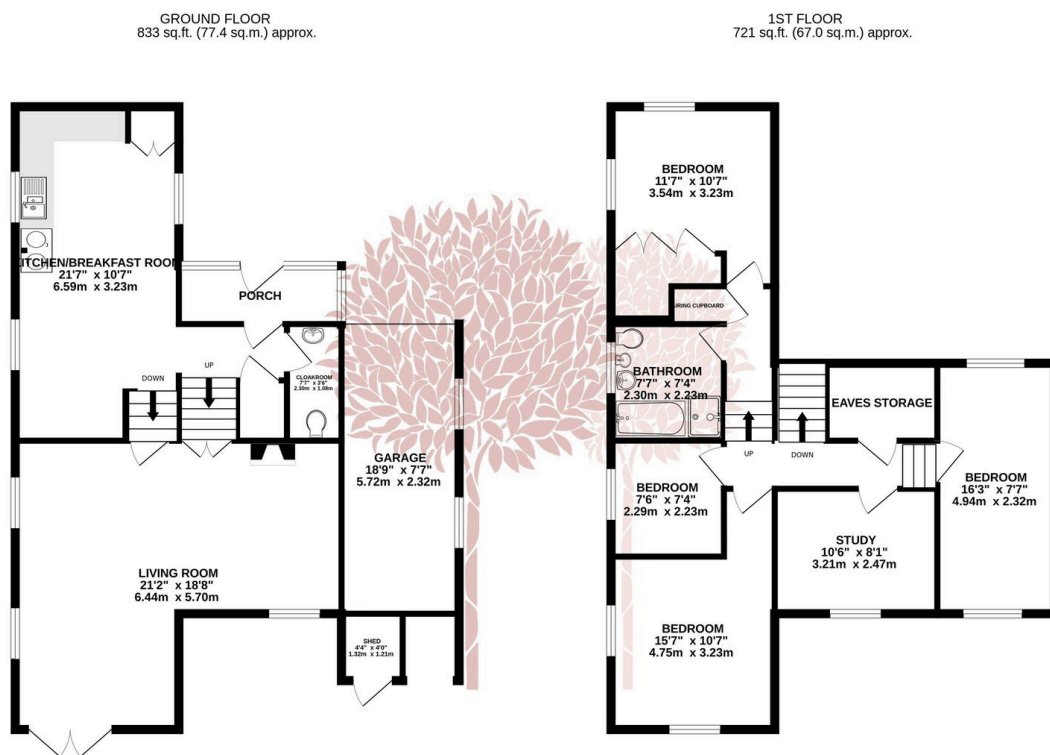 GROUND FLOOR
833 sq.ft. (77.4 sq.m.) approx.
1ST FLOOR
721 sq.ft. (67.0 sq.m.) approx.
KITCHEN/BREAKFAST ROOM
21'7" x 10'7"
6.59m x 3.23m
PORCH
DOWN
UP
CLOAKROOM
7'7" x 3'6"
2.30m x 1.08m
GARAGE
18'9" x 7'7"
5.72m x 2.32m
LIVING ROOM
21'2" x 18'8"
6.44m x 5.70m
SHED
4'4" x 4'0"
1.32m x 1.21m
BEDROOM
11'7" x 10'7"
3.54m x 3.23m
AIRING CUPBOARD
BATHROOM
7'7" x 7'4"
2.30m x 2.23m
EAVES STORAGE
UP
DOWN
BEDROOM
7'6" x 7'4"
2.29m x 2.23m
BEDROOM
16'3" x 7'7"
4.94m x 2.32m
STUDY
10'6" x 8'1"
3.21m x 2.47m
BEDROOM
15'7" x 10'7"
4.75m x 3.23m